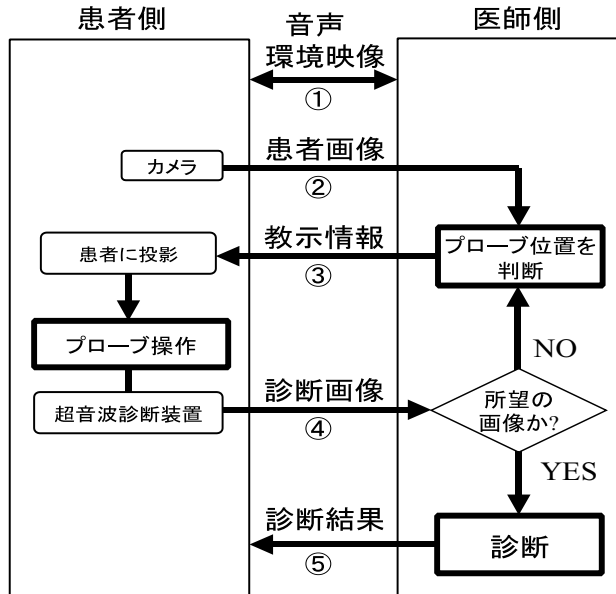 患者側
音声
医師側
環境映像
①
カメラ
患者画像
②
患者に投影
教示情報
③
プローブ位置を
判断
プローブ操作
NO
超音波診断装置
診断画像
④
所望の
画像か?
YES
診断結果
⑤
診断